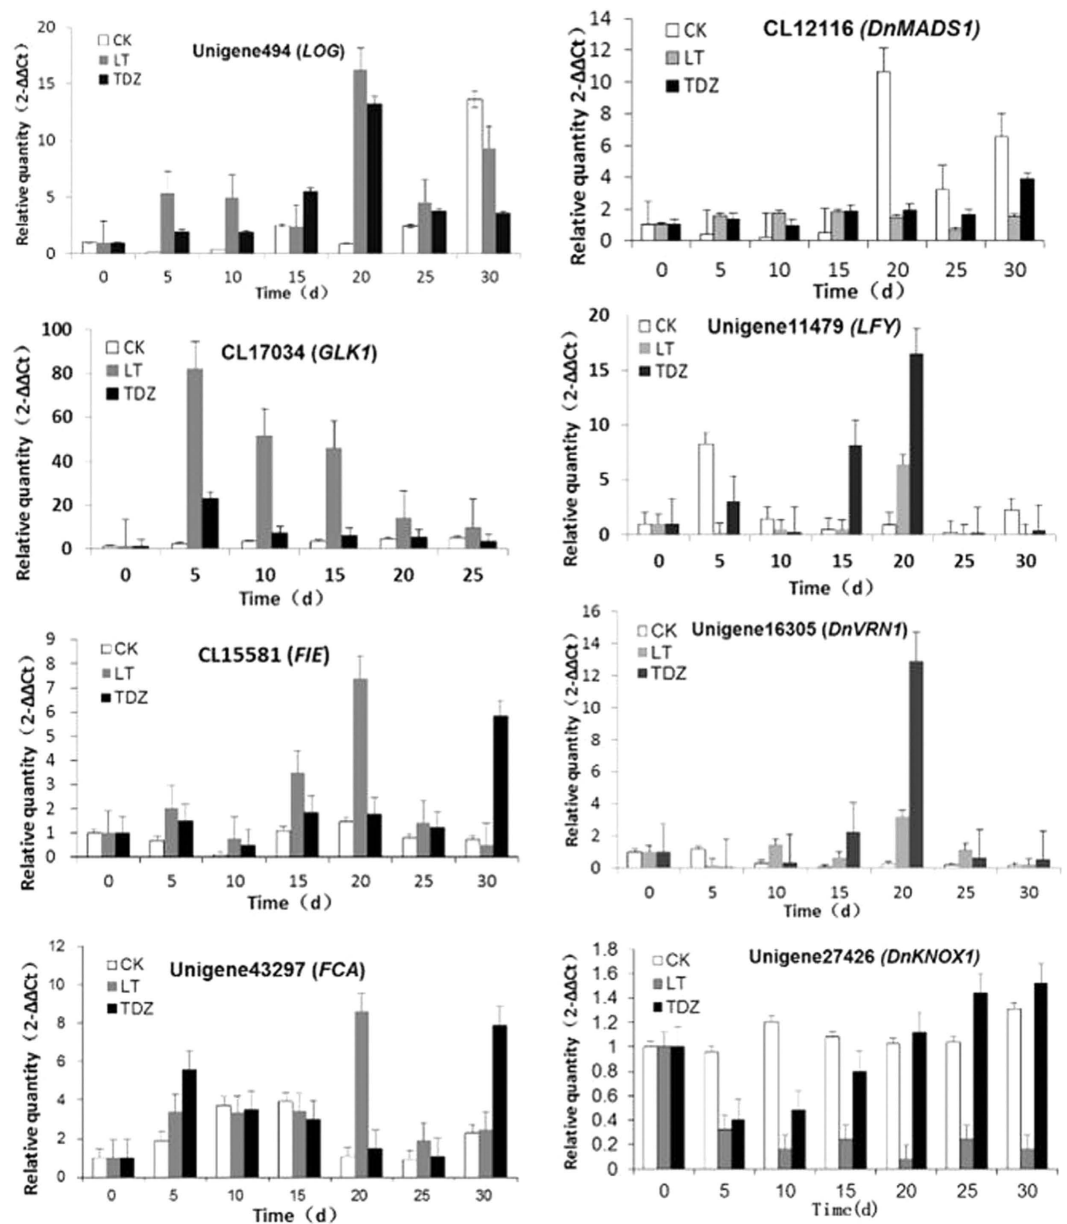 Unigene494 (LOG)
CK
LT
TDZ
Relative quantity (2-ΔΔCt)
20
15
10
5
0
0 5 10 15 20 25 30
Time (d)
CL12116 (DnMADS1)
CK
LT
TDZ
Relative quantity 2-ΔΔCt)
14
12
10
8
6
4
2
0
0 5 10 15 20 25 30
Time (d)
CL17034 (GLK1)
CK
LT
TDZ
Relative quantity (2-ΔΔCt)
100
80
60
40
20
0
0 5 10 15 20 25
Time (d)
Unigene11479 (LFY)
CK
LT
TDZ
Relative quantity (2-ΔΔCt)
20
15
10
5
0
0 5 10 15 20 25 30
Time (d)
CL15581 (FIE)
CK
LT
TDZ
Relative quantity (2-ΔΔCt)
9
8
7
6
5
4
3
2
1
0
0 5 10 15 20 25 30
Time (d)
Unigene16305 (DnVRN1)
CK
LT
TDZ
Relative quantity (2-ΔΔCt)
16
14
12
10
8
6
4
2
0
0 5 10 15 20 25 30
Time (d)
Unigene43297 (FCA)
CK
LT
TDZ
Relative quantity (2-ΔΔCt)
12
10
8
6
4
2
0
0 5 10 15 20 25 30
Time (d)
Unigene27426 (DnKNOX1)
CK
LT
TDZ
Relative quantity (2-ΔΔCt)
1.8
1.6
1.4
1.2
1
0.8
0.6
0.4
0.2
0
0 5 10 15 20 25 30
Time(d)